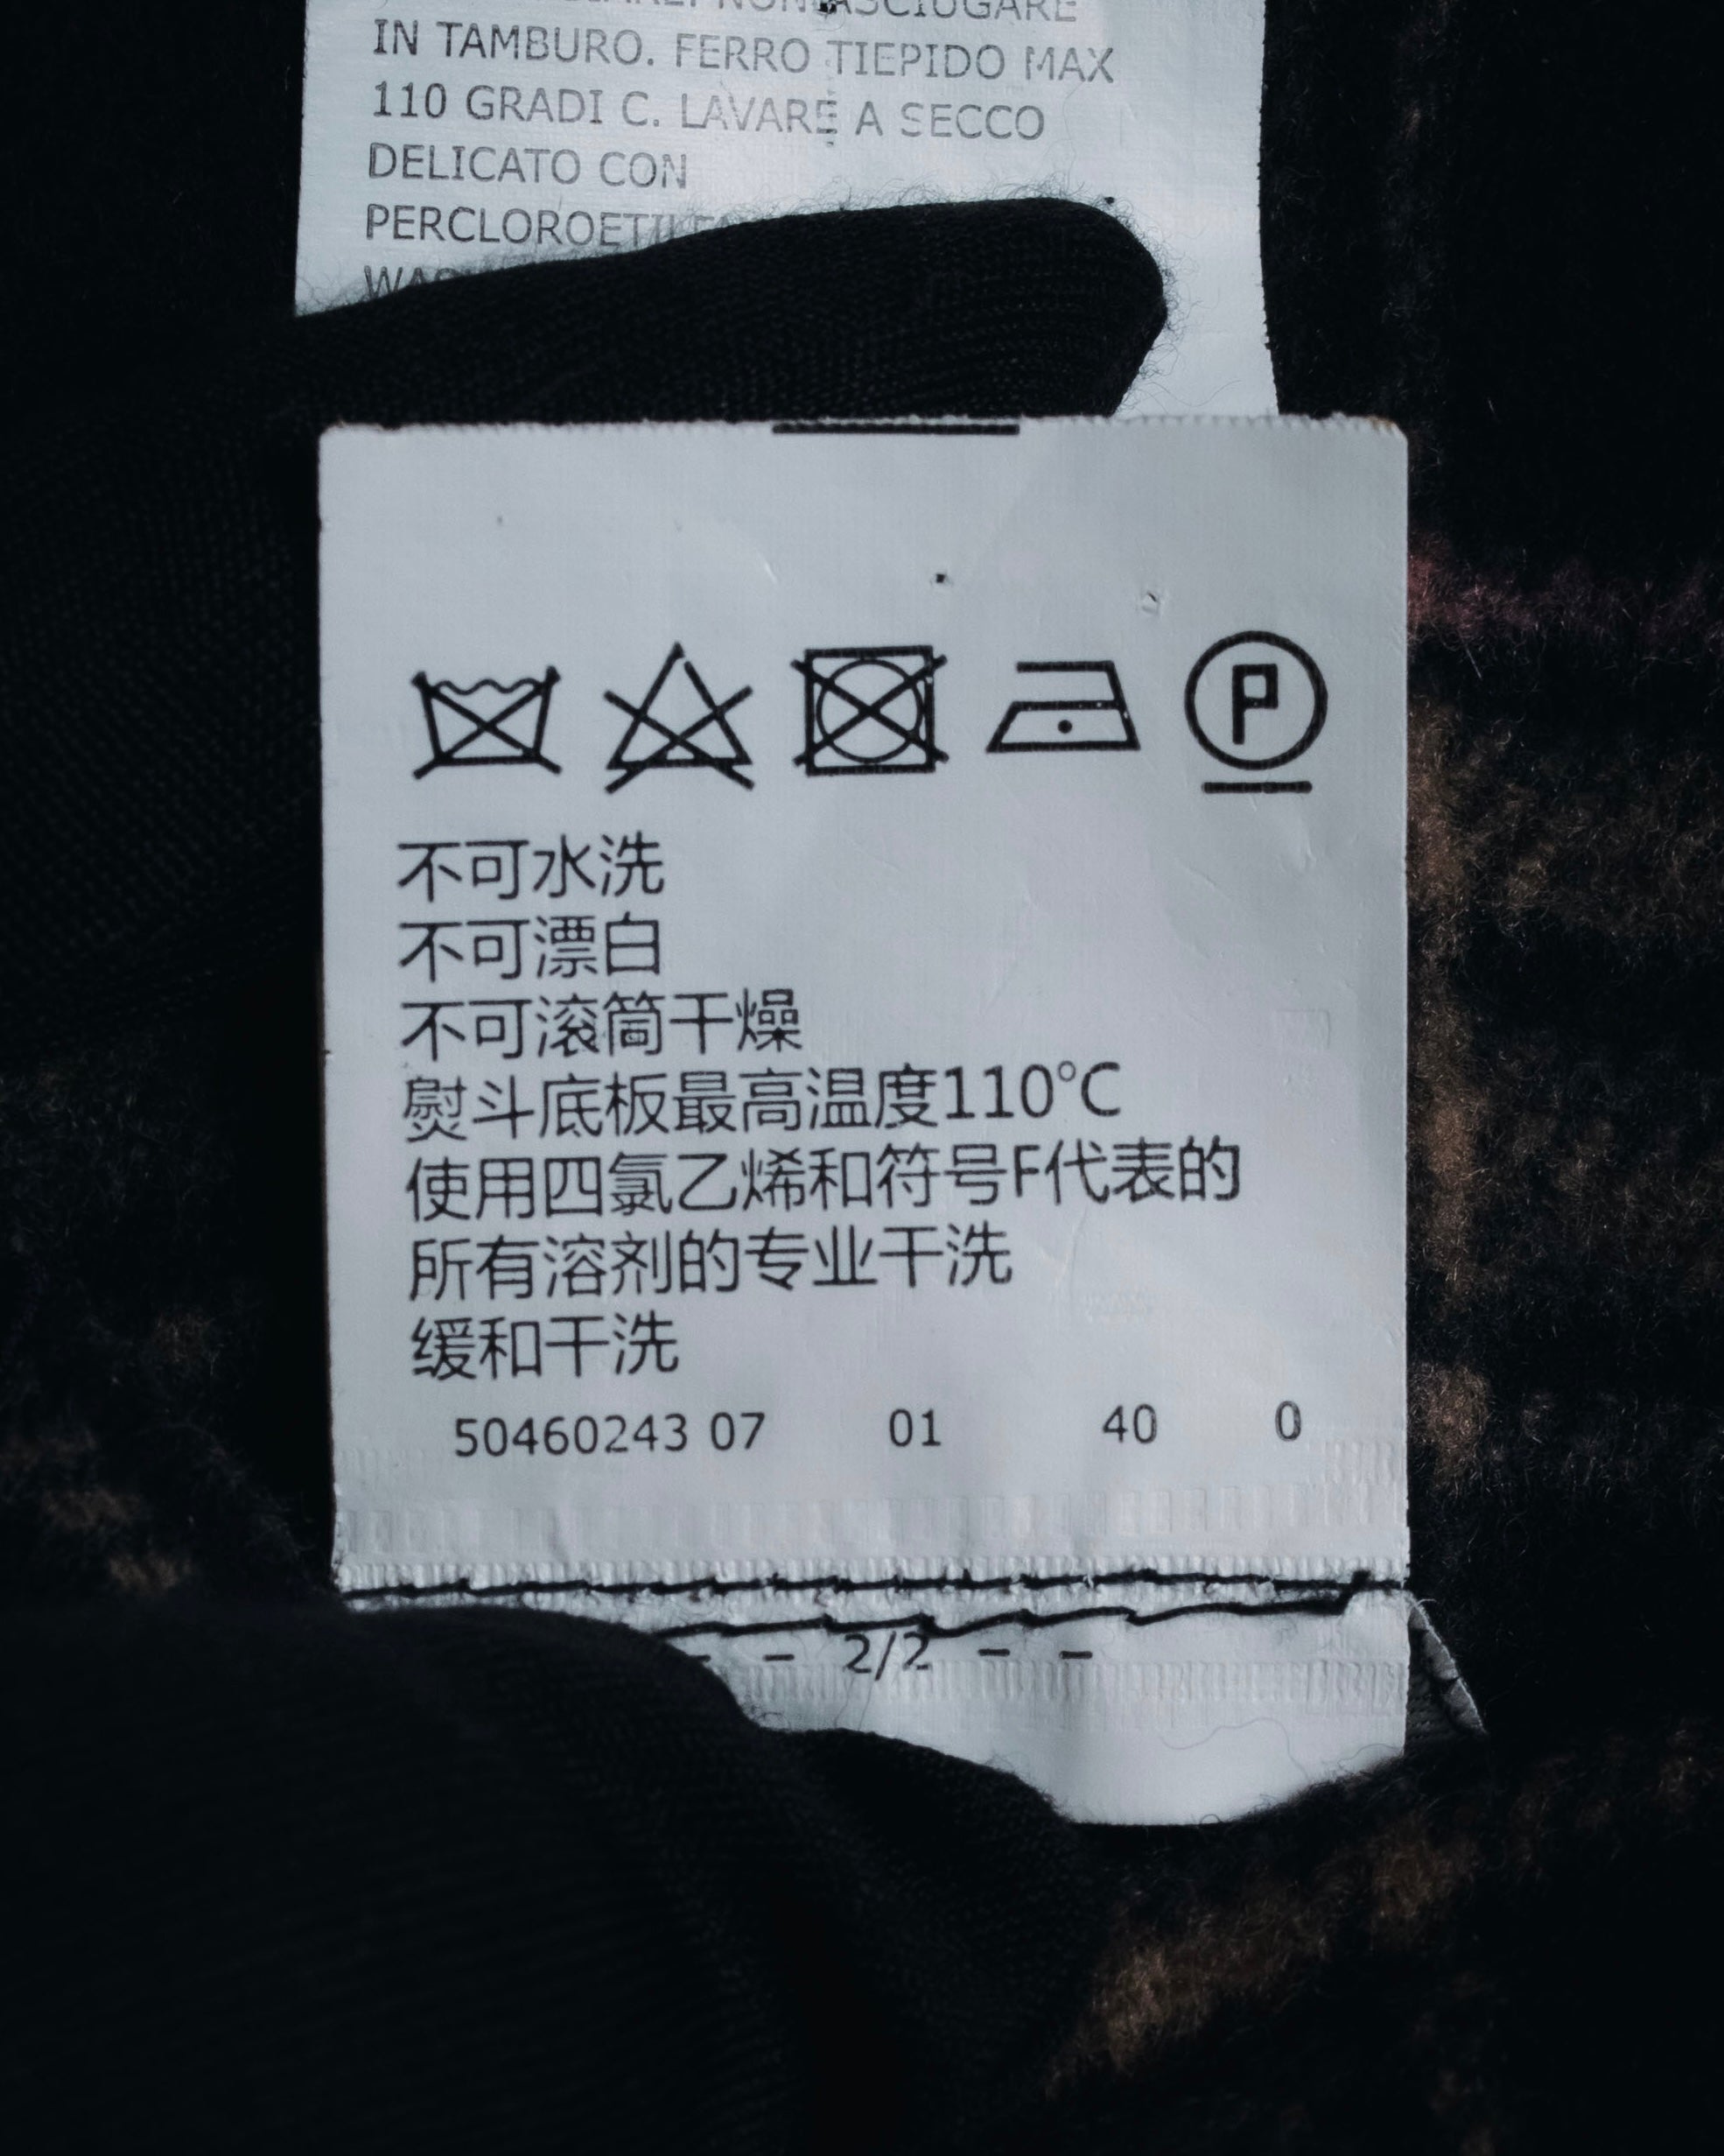 ASCIUGARE
IN TAMBURO. FERRO TIEPIDO MAX
110 GRADI C. LAVARE A SECCO
DELICATO CON
P
不可水洗
不可漂白
不可滚筒干燥
熨斗底板最高温度110°C
使用四氯乙烯和符号F代表的
所有溶剂的专业干洗
缓和干洗
50460243 07 01 40 0
- - 2/2 - -